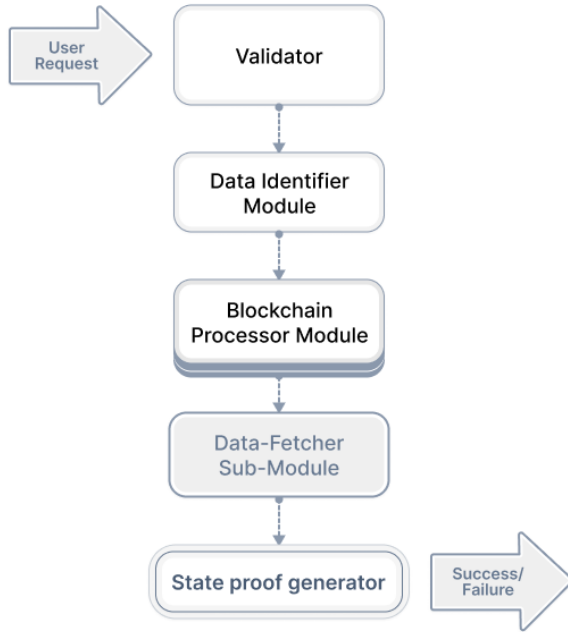 User
Request
Validator
Data Identifier
Module
Blockchain
Processor Module
Data-Fetcher
Sub-Module
State proof generator
Success/
Failure